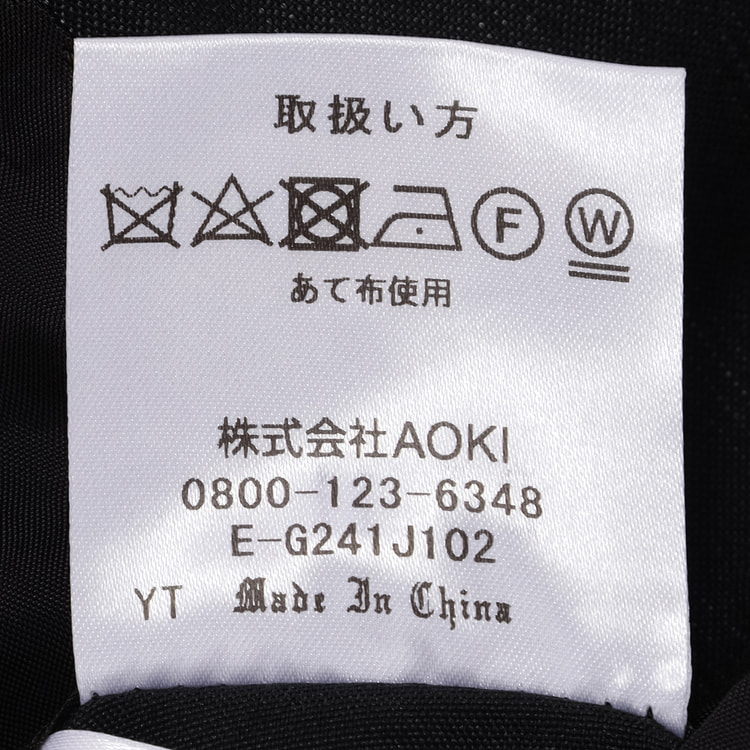 取扱い方
F W
あて布使用
株式会社AOKI
0800-123-6348
E-G241J102
YT Made In China